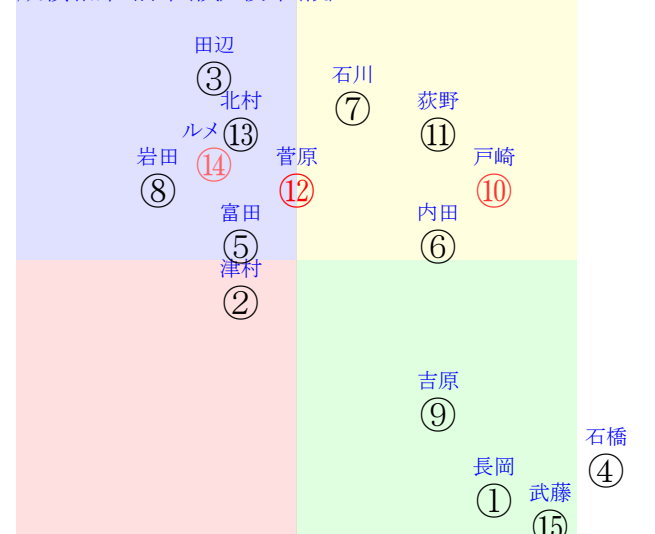 田辺
③
石川
⑦
北村
⑬
荻野
⑪
ルメ
⑭
岩田
⑧
菅原
⑫
戸崎
⑩
富田
⑤
内田
⑥
津村
②
吉原
⑨
石橋
④
長岡
①
武藤
⑮